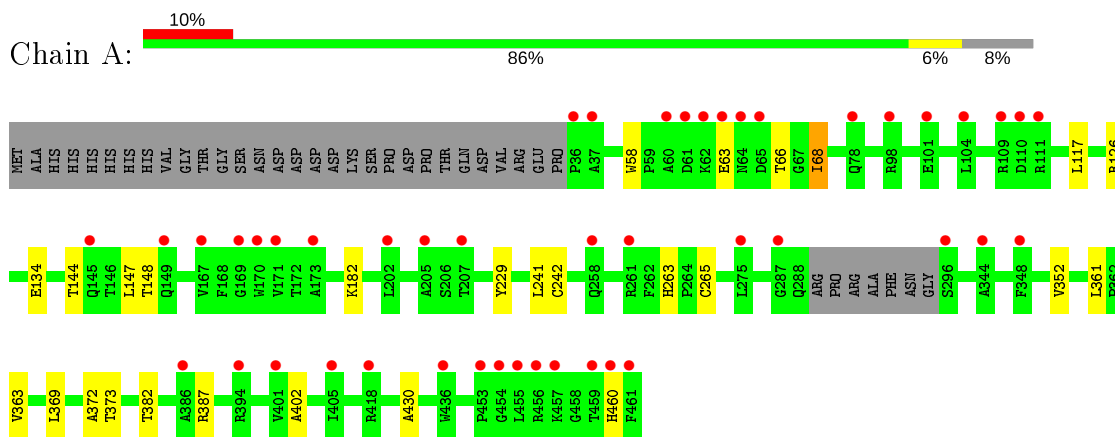 10%
Chain A:
86% 6% 8%
MET ALA HIS HIS HIS HIS HIS HIS VAL GLY THR GLY SER ASN ASP ASP ASP ASP LYS SER PRO ASP PRO THR GLN ASP VAL ARG GLU PRO P36 A37 W58 P59 A60 D61 K62 E63 N64 D65 T66 G67 I68 Q78 R98 E101 L104 R109 D110 R111 L117 R126
E134 T144 Q145 T146 L147 T148 Q149 V167 F168 G169 W170 V171 T172 A173 K182 L202 A205 S206 T207 Y229 L241 C242 Q258 R261 F262 H263 P264 C265 L275 G287 Q288 ARG PRO ARG ALA PHE ASN GLY S296 A344 F348 V352 L361 P362
V363 L369 A372 T373 T382 A386 R387 R394 V401 A402 I405 R418 A430 W436 P453 G454 L455 R456 K457 G458 T459 H460 F461